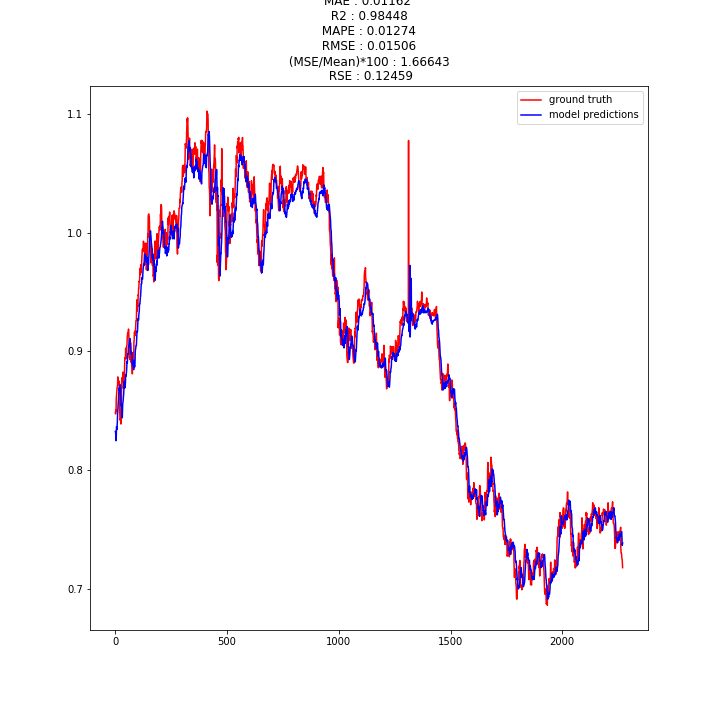 MAE : 0.01162
R2 : 0.98448
MAPE : 0.01274
RMSE : 0.01506
(MSE/Mean)*100 : 1.66643
RSE : 0.12459
ground truth
model predictions
1.1
1.0
0.9
0.8
0.7
0 500 1000 1500 2000